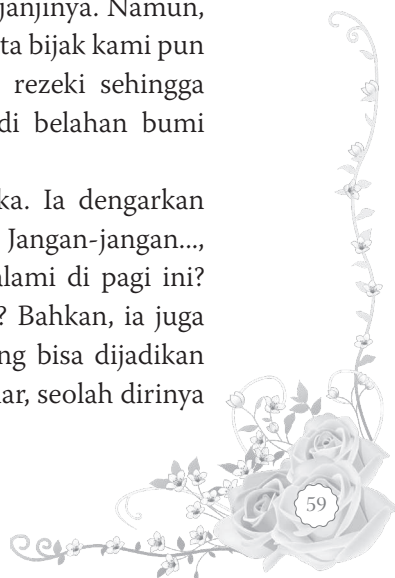 janjinya. Namun,
ta bijak kami pun
rezeki sehingga
di belahan bumi
ka. Ia dengarkan
Jangan-jangan...,
alami di pagi ini?
? Bahkan, ia juga
ng bisa dijadikan
ar, seolah dirinya
59